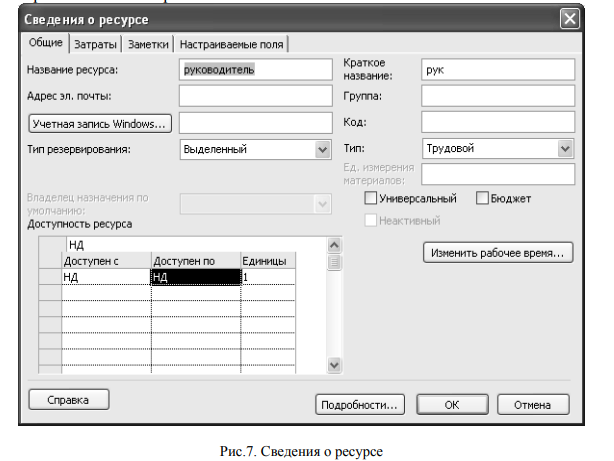 Сведения о ресурсе
Общие Затраты Заметки Настраиваемые поля
Название ресурса: руководитель Краткое название: рук
Адрес эл. почты: Группа:
Учетная запись Windows... Код:
Тип резервирования: Выделенный Тип: Трудовой
Ед. измерения материалов:
Владелец назначения по умолчанию:
Универсальный Бюджет
Неактивный
Доступность ресурса
Изменить рабочее время...
НД
Доступен с Доступен по Единицы
НД НД 1
Справка Подробности... ОК Отмена
Рис.7. Сведения о ресурсе